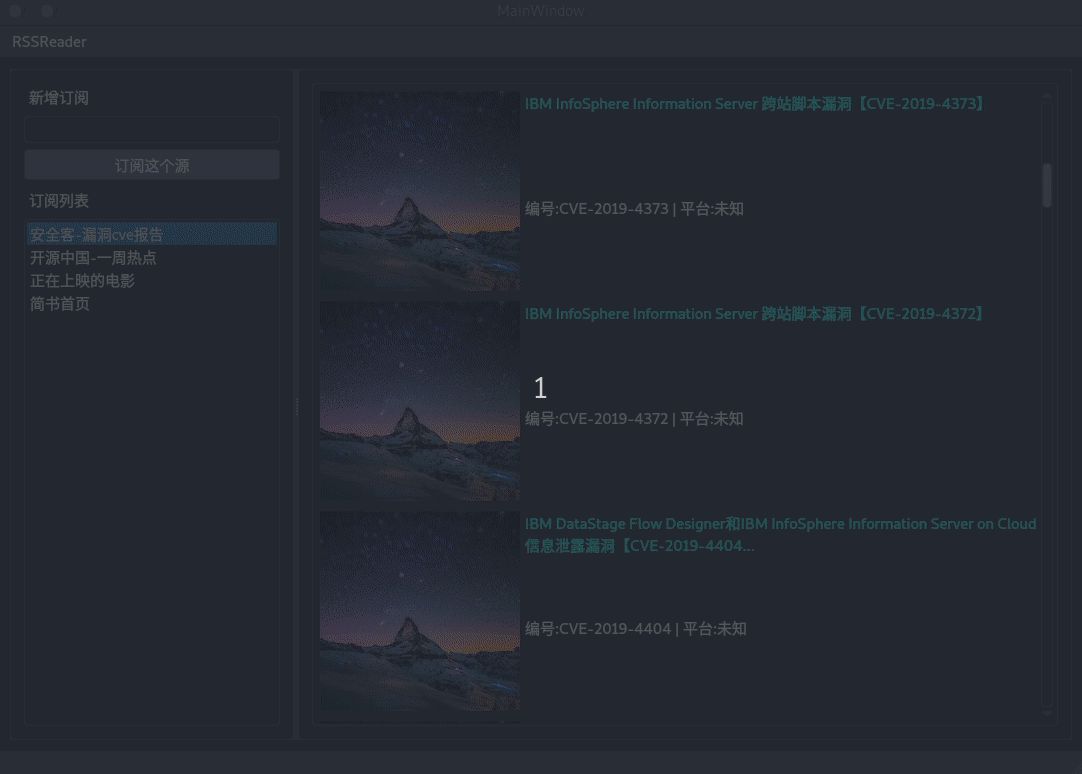 MainWindow
RSSReader
新增订阅
订阅这个源
订阅列表
安全客-漏洞cve报告
开源中国-一周热点
正在上映的电影
简书首页
IBM InfoSphere Information Server 跨站脚本漏洞【CVE-2019-4373】
编号:CVE-2019-4373 | 平台:未知
IBM InfoSphere Information Server 跨站脚本漏洞【CVE-2019-4372】
1
编号:CVE-2019-4372 | 平台:未知
IBM DataStage Flow Designer和IBM InfoSphere Information Server on Cloud
信息泄露漏洞【CVE-2019-4404...
编号:CVE-2019-4404 | 平台:未知